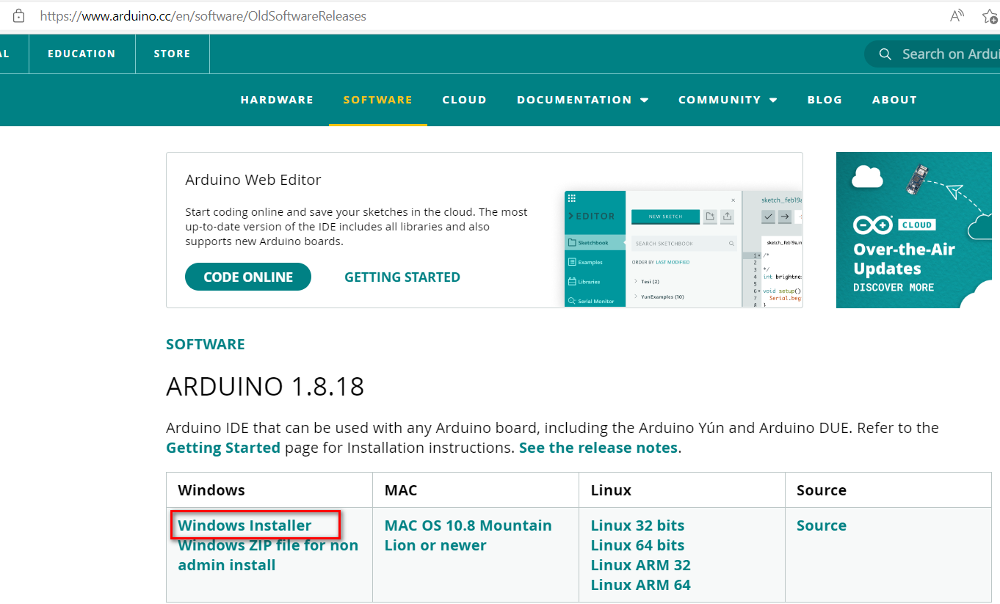 https://www.arduino.cc/en/software/OldSoftwareReleases
AL
EDUCATION
STORE
Search on Ardui
HARDWARE
SOFTWARE
CLOUD
DOCUMENTATION
COMMUNITY
BLOG
ABOUT
Arduino Web Editor
Start coding online and save your sketches in the cloud. The most
up-to-date version of the IDE includes all libraries and also
supports new Arduino boards.
CODE ONLINE
GETTING STARTED
EDITOR
Sketchbook
Examples
Libraries
Serial Monitor
NEW SKETCH
SEARCH SKETCHBOOK
ORDER BY LAST MODIFIED
Tesi (2)
YunExamples (10)
sketch_feb19a
sketch_feb19a.in
1 /*
2
3 */
4 int brightne
5
6 void setup()
7 Serial.beg
8 }
CLOUD
Over-the-Air
Updates
DISCOVER MORE
SOFTWARE
ARDUINO 1.8.18
Arduino IDE that can be used with any Arduino board, including the Arduino Yún and Arduino DUE. Refer to the
Getting Started page for Installation instructions. See the release notes.
Windows
MAC
Linux
Source
Windows Installer
Windows ZIP file for non
admin install
MAC OS 10.8 Mountain
Lion or newer
Linux 32 bits
Linux 64 bits
Linux ARM 32
Linux ARM 64
Source